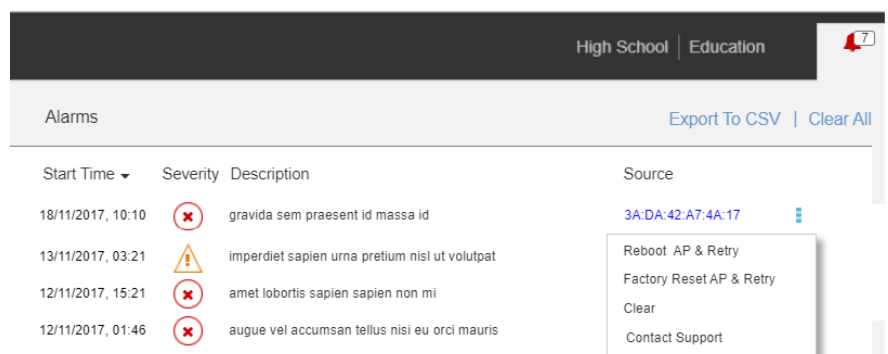 High School | Education 7
Alarms Export To CSV | Clear All
Start Time Severity Description Source
18/11/2017, 10:10 gravida sem praesent id massa id 3A:DA:42:A7:4A:17
13/11/2017, 03:21 imperdiet sapien urna pretium nisl ut volutpat
12/11/2017, 15:21 amet lobortis sapien sapien non mi
12/11/2017, 01:46 augue vel accumsan tellus nisi eu orci mauris
Reboot AP & Retry
Factory Reset AP & Retry
Clear
Contact Support